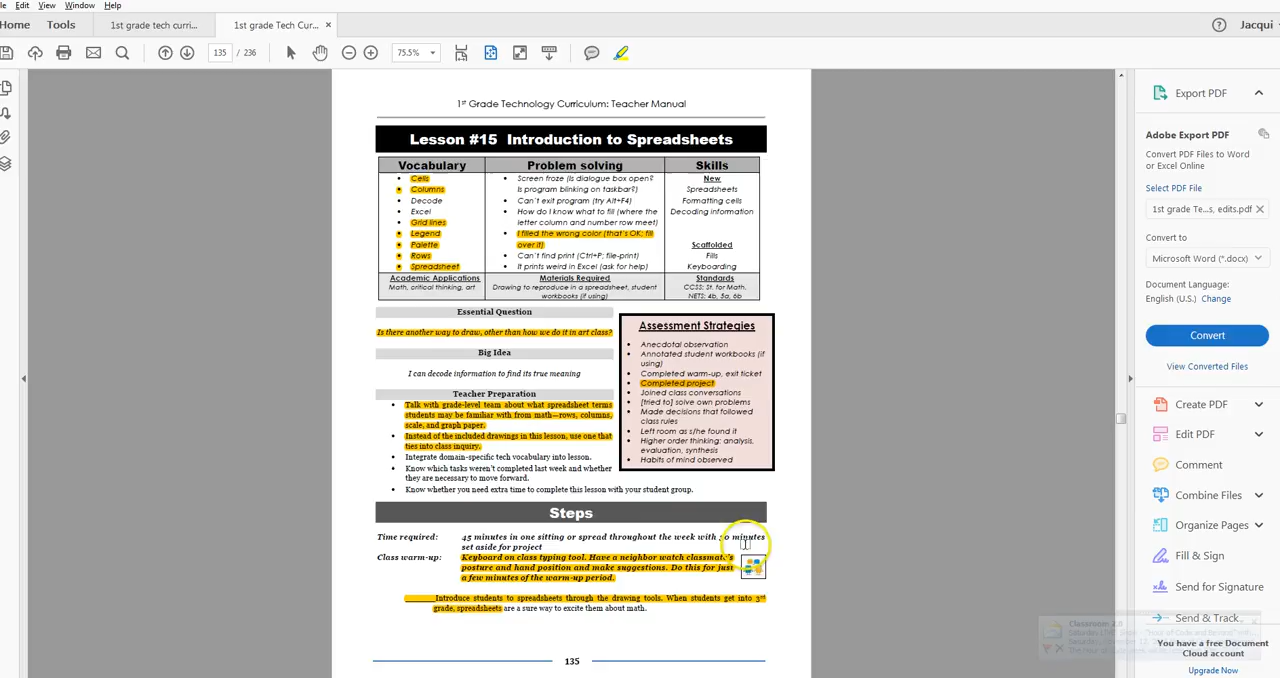 le Edit View Window Help
Home Tools 1st grade tech curri... 1st grade Tech Cur... × Jacqui
135 / 236 75.5%
1st Grade Technology Curriculum: Teacher Manual
Lesson #15 Introduction to Spreadsheets
Vocabulary
• Cells
• Columns
• Decode
• Excel
• Grid lines
• Legend
• Palette
• Rows
• Spreadsheet
Problem solving
• Screen froze (Is dialogue box open?
Is program blinking on taskbar?)
• Can't exit program (try Alt+F4)
• How do I know what to fill (where the
letter column and number row meet)
• I filled the wrong color (that's OK; fill
over it)
• Can't find print (Ctrl+P; file-print)
• It prints weird in Excel (ask for help)
Skills
New
Spreadsheets
Formatting cells
Decoding information
Scaffolded
Fills
Keyboarding
Academic Applications
Math, critical thinking, art
Materials Required
Drawing to reproduce in a spreadsheet, student
workbooks (if using)
Standards
CCSS: St. for Math.
NETS: 4b, 5a, 6b
Essential Question
Is there another way to draw, other than how we do it in art class?
Big Idea
I can decode information to find its true meaning
Teacher Preparation
• Talk with grade-level team about what spreadsheet terms
students may be familiar with from math—rows, columns,
scale, and graph paper.
• Instead of the included drawings in this lesson, use one that
ties into class inquiry.
• Integrate domain-specific tech vocabulary into lesson.
• Know which tasks weren't completed last week and whether
they are necessary to move forward.
• Know whether you need extra time to complete this lesson with your student group.
Assessment Strategies
• Anecdotal observation
• Annotated student workbooks (if
using)
• Completed warm-up, exit ticket
• Completed project
• Joined class conversations
• [tried to] solve own problems
• Made decisions that followed
class rules
• Left room as s/he found it
• Higher order thinking: analysis,
evaluation, synthesis
• Habits of mind observed
Steps
Time required: 45 minutes in one sitting or spread throughout the week with 30 minutes
set aside for project
Class warm-up: Keyboard on class typing tool. Have a neighbor watch classmate's
posture and hand position and make suggestions. Do this for just
a few minutes of the warm-up period.
______Introduce students to spreadsheets through the drawing tools. When students get into 3rd
grade, spreadsheets are a sure way to excite them about math.
135
Export PDF
Adobe Export PDF
Convert PDF Files to Word
or Excel Online
Select PDF File
1st grade Te...s, edits.pdf ×
Convert to
Microsoft Word (*.docx)
Document Language:
English (U.S.) Change
Convert
View Converted Files
Create PDF
Edit PDF
Comment
Combine Files
Organize Pages
Fill & Sign
Send for Signature
Send & Track
You have a free Document
Cloud account
Upgrade Now
Classroom 2.0